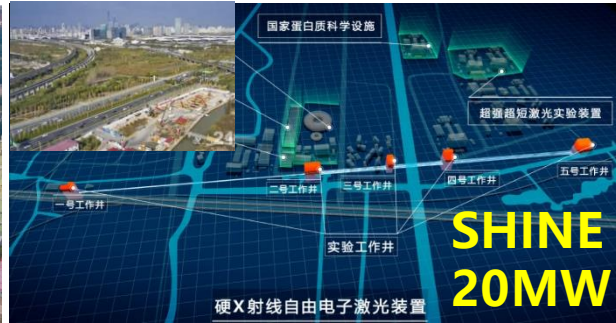 国家蛋白质科学设施
超强超短激光实验装置
五号工作井
四号工作井
三号工作井
二号工作井
一号工作井
实验工作井
SHINE
20MW
硬X射线自由电子激光装置